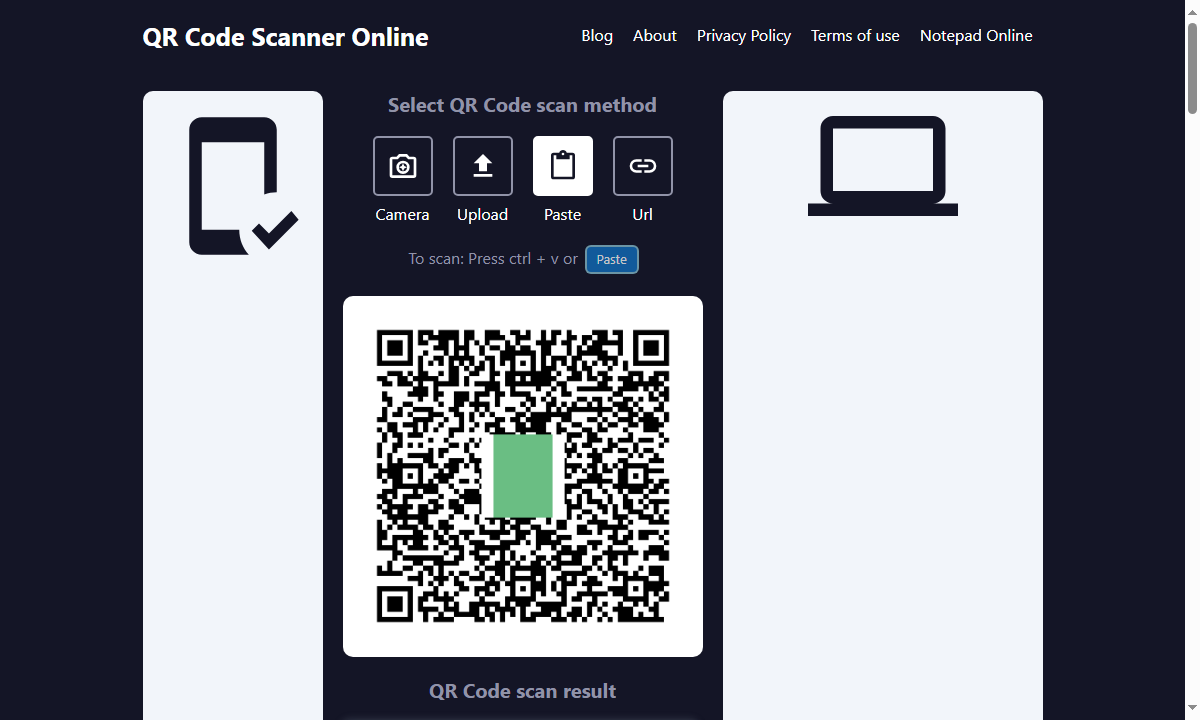 QR Code Scanner Online
Blog About Privacy Policy Terms of use Notepad Online
Select QR Code scan method
Camera Upload Paste Url
To scan: Press ctrl + v or Paste
QR Code scan result